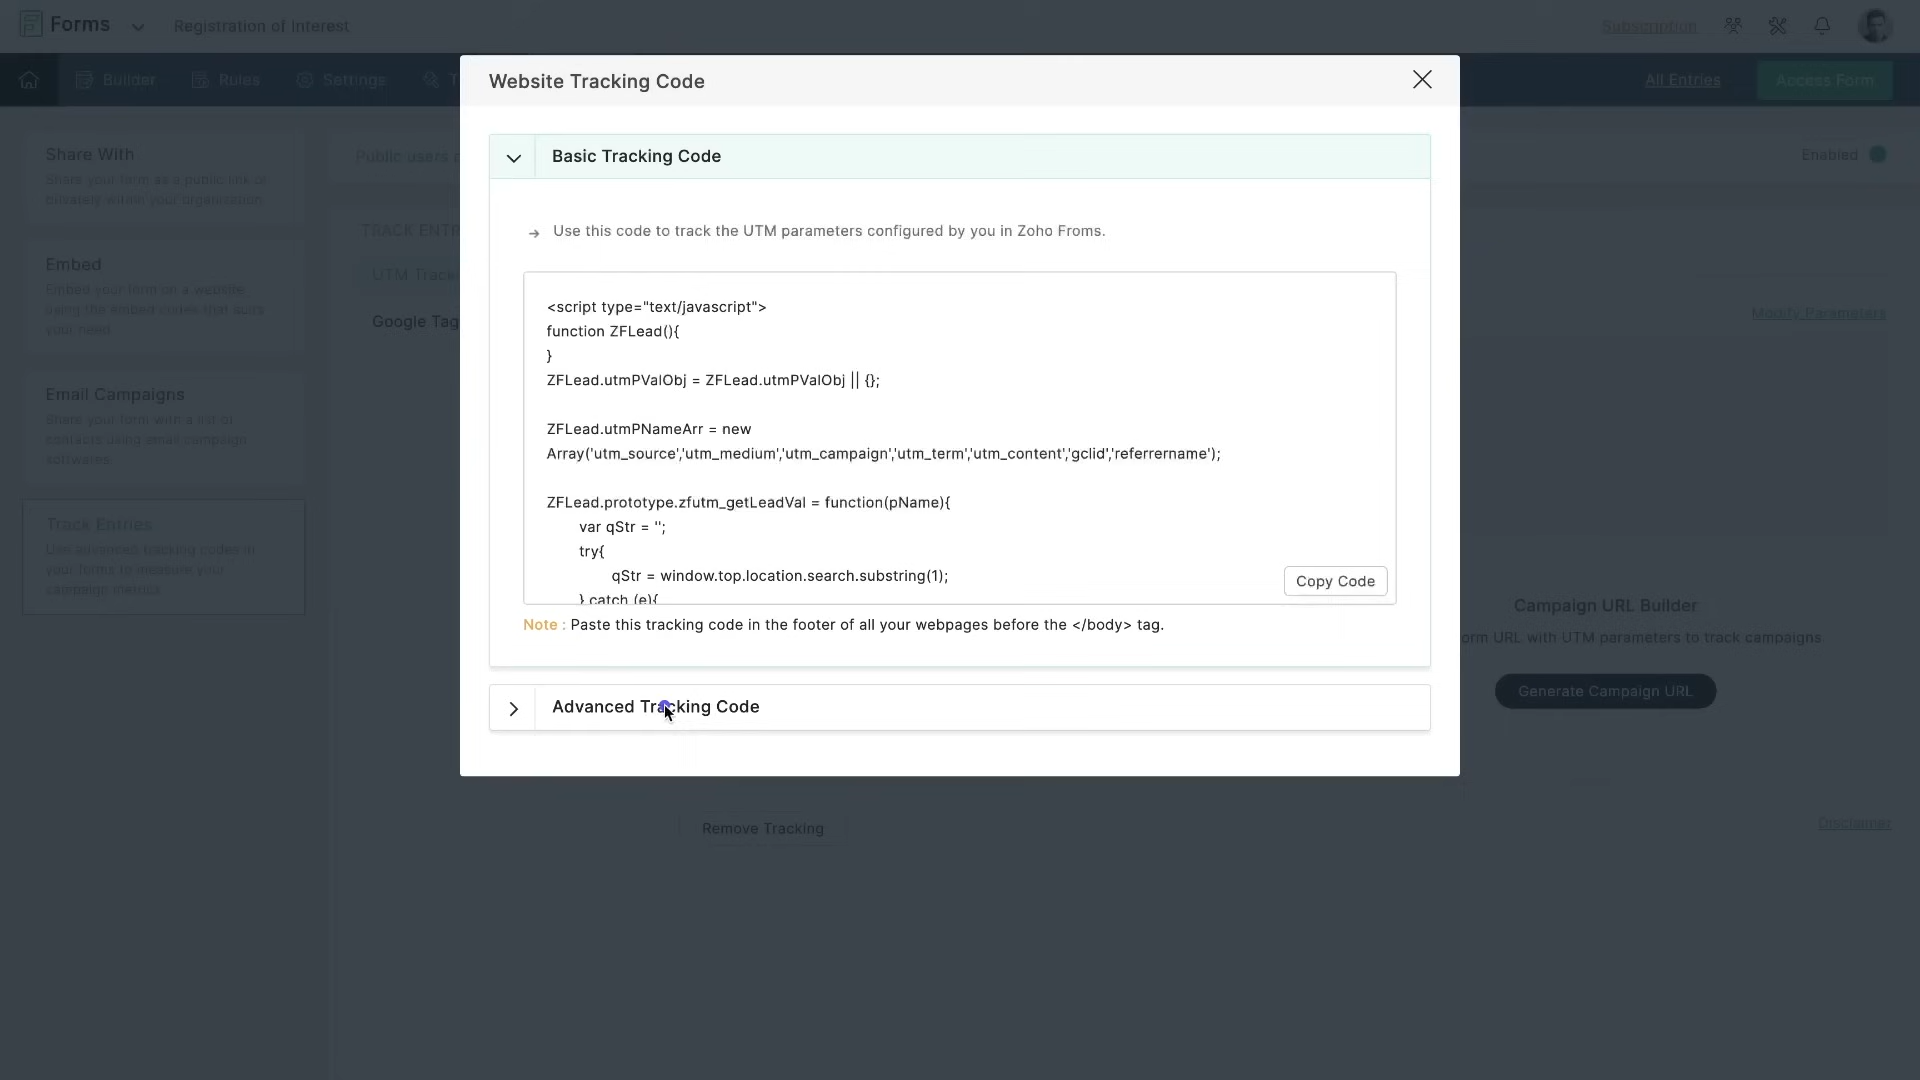 Forms
Registration of Interest
Subscription
Builder
Rules
Settings
All Entries
Access Form
Share With
Share your form as a public link or
privately within your organization.
Embed
Embed your form on a website
using the embed codes that suits
your need.
Email Campaigns
Share your form with a list of
contacts using email campaign
softwares.
Track Entries
Use advanced tracking codes in
your forms to measure your
campaign metrics.
Public users
Enabled
TRACK
UTM
Google Tag
Modify Parameters
Website Tracking Code
Basic Tracking Code
→ Use this code to track the UTM parameters configured by you in Zoho Froms.
<script type="text/javascript">
function ZFLead(){
}
ZFLead.utmPValObj = ZFLead.utmPValObj || {};
ZFLead.utmPNameArr = new
Array('utm_source','utm_medium','utm_campaign','utm_term','utm_content','gclid','referrername');
ZFLead.prototype.zfutm_getLeadVal = function(pName){
var qStr = '';
try{
qStr = window.top.location.search.substring(1);
} catch (e){
Copy Code
Note : Paste this tracking code in the footer of all your webpages before the </body> tag.
Advanced Tracking Code
Campaign URL Builder
URL with UTM parameters to track campaigns.
Generate Campaign URL
Remove Tracking
Disclaimer